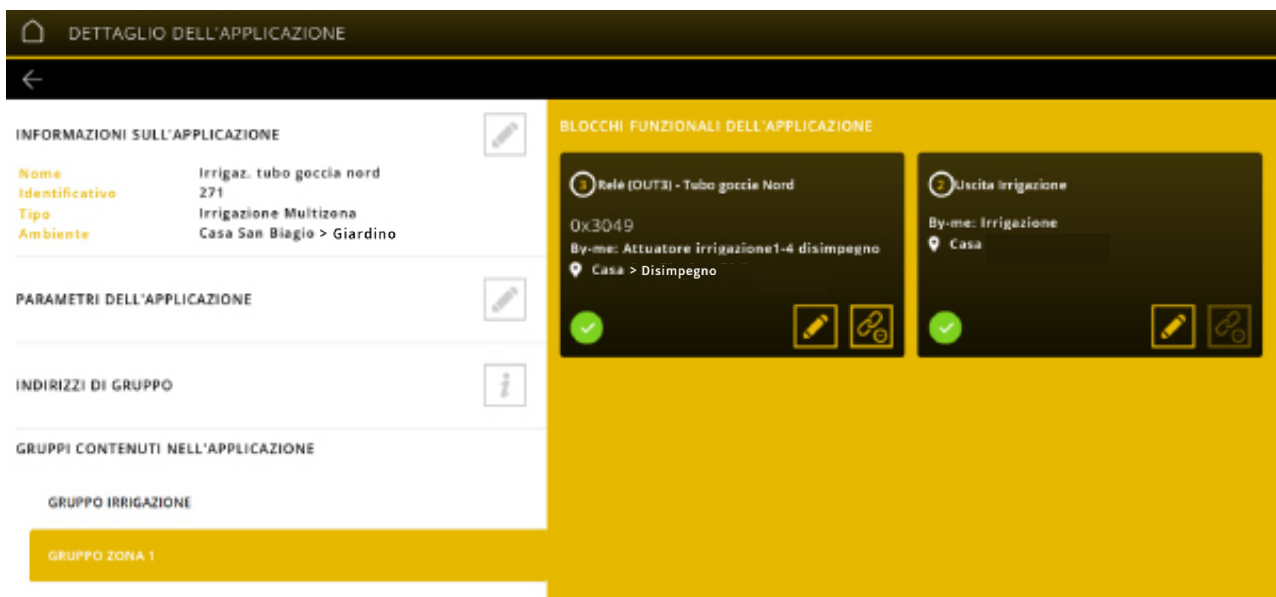 DETTAGLIO DELL'APPLICAZIONE
INFORMAZIONI SULL'APPLICAZIONE
Nome Irrigaz. tubo goccia nord
Identificativo 271
Tipo Irrigazione Multizona
Ambiente Casa San Biagio > Giardino
PARAMETRI DELL'APPLICAZIONE
INDIRIZZI DI GRUPPO
GRUPPI CONTENUTI NELL'APPLICAZIONE
GRUPPO IRRIGAZIONE
GRUPPO ZONA 1
BLOCCHI FUNZIONALI DELL'APPLICAZIONE
3 Relè (OUT3) - Tubo goccia Nord
0x3049
By-me: Attuatore irrigazione1-4 disimpegno
Casa > Disimpegno
2 Uscita Irrigazione
By-me: Irrigazione
Casa